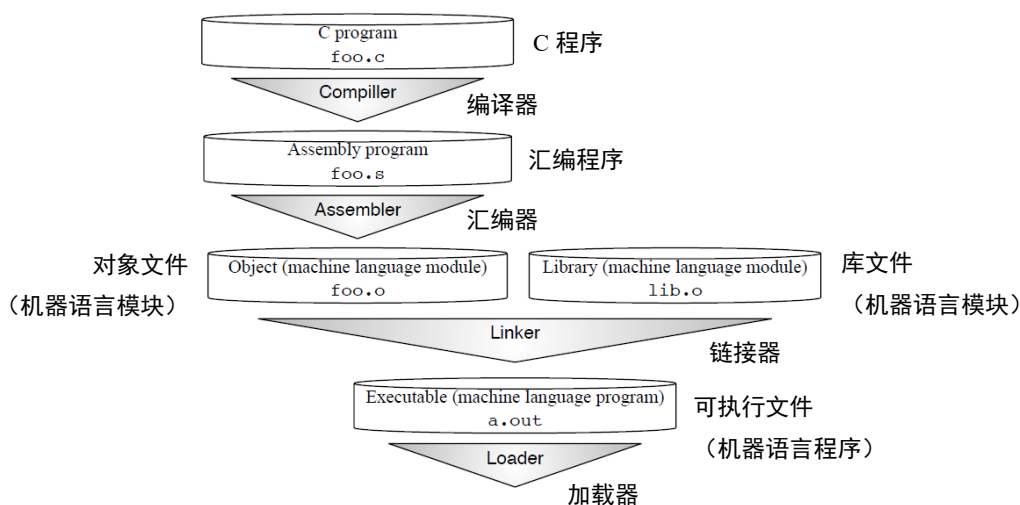 C program
foo.c
C 程序
Compiller
编译器
Assembly program
foo.s
汇编程序
Assembler
汇编器
对象文件
（机器语言模块）
Object (machine language module)
foo.o
Library (machine language module)
lib.o
库文件
（机器语言模块）
Linker
链接器
Executable (machine language program)
a.out
可执行文件
（机器语言程序）
Loader
加载器